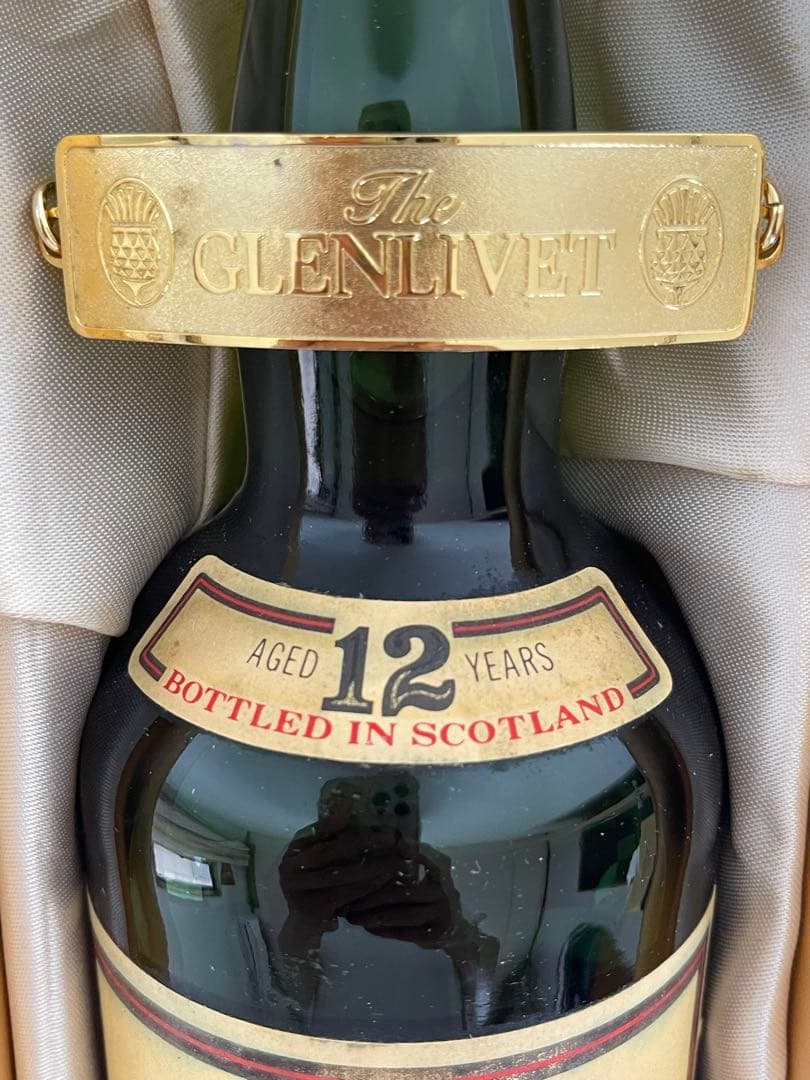 The
GLENLIVET
AGED 12 YEARS
BOTTLED IN SCOTLAND